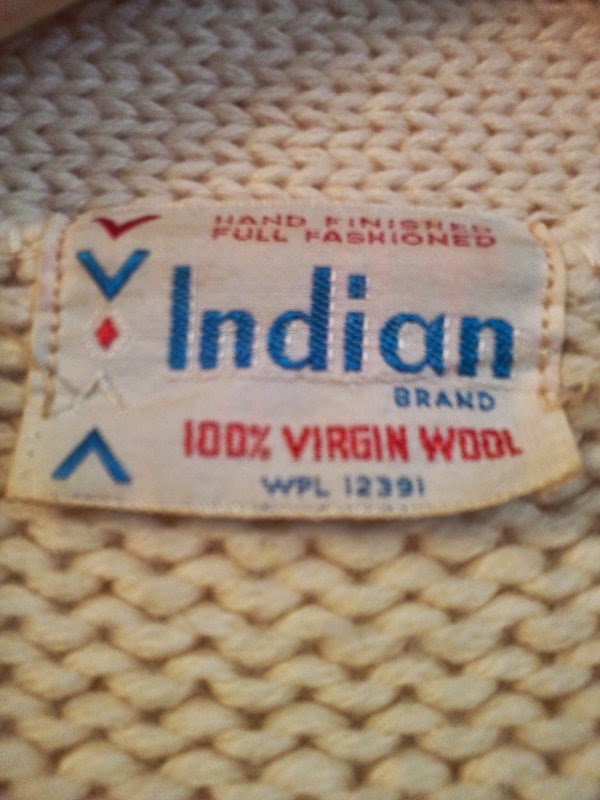 HAND FINISHED
FULL FASHIONED
Indian
BRAND
100% VIRGIN WOOL
WPL 12391